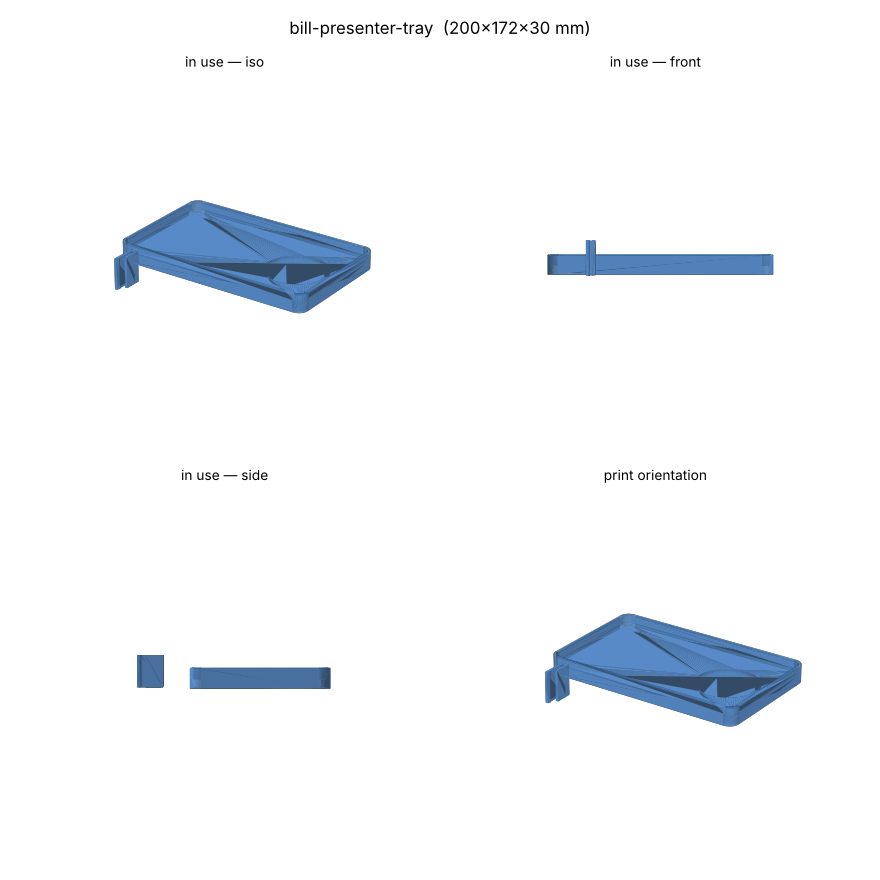 bill-presenter-tray  (200×172×30 mm)
in use — iso
in use — front
in use — side
print orientation